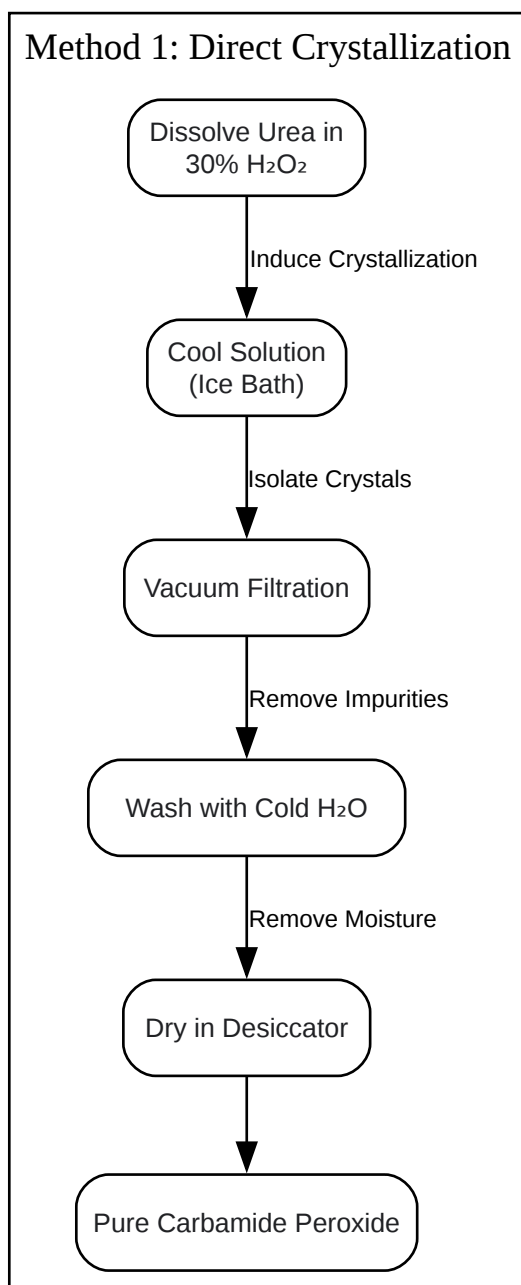 Method 1: Direct Crystallization
Dissolve Urea in
30% H₂O₂
Induce Crystallization
Cool Solution
(Ice Bath)
Isolate Crystals
Vacuum Filtration
Remove Impurities
Wash with Cold H₂O
Remove Moisture
Dry in Desiccator
Pure Carbamide Peroxide